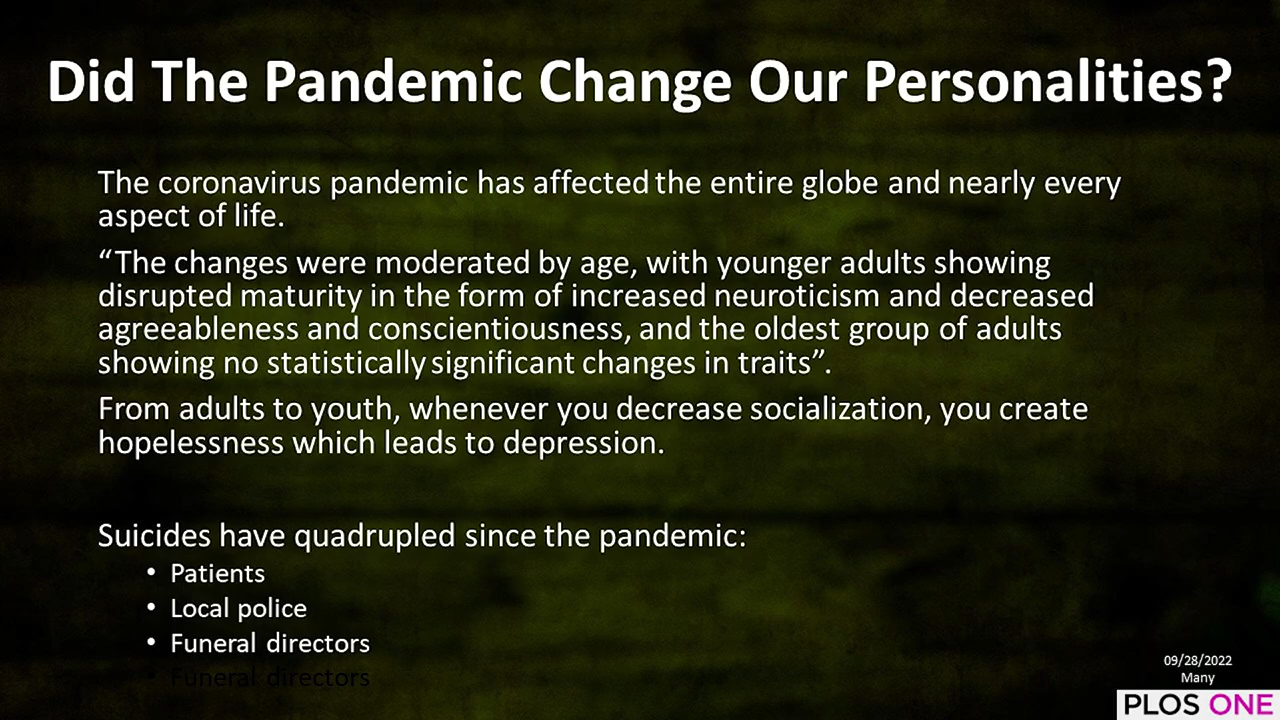 Did The Pandemic Change Our Personalities?
The coronavirus pandemic has affected the entire globe and nearly every
aspect of life.
“The changes were moderated by age, with younger adults showing
disrupted maturity in the form of increased neuroticism and decreased
agreeableness and conscientiousness, and the oldest group of adults
showing no statistically significant changes in traits”.
From adults to youth, whenever you decrease socialization, you create
hopelessness which leads to depression.
Suicides have quadrupled since the pandemic:
• Patients
• Local police
• Funeral directors
Funeral directors
09/28/2022
Many
PLOS ONE